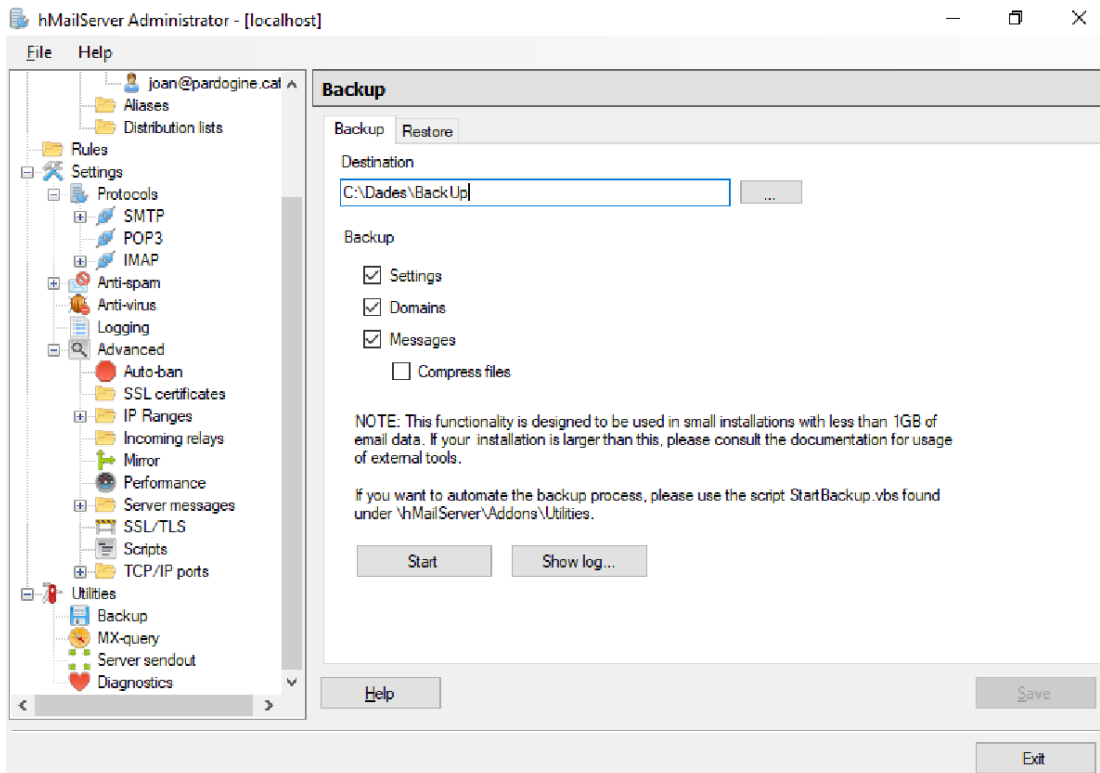 hMailServer Administrator - [localhost]
File Help
joan@pardogine.cat
Aliases
Distribution lists
Rules
Settings
Protocols
SMTP
POP3
IMAP
Anti-spam
Anti-virus
Logging
Advanced
Auto-ban
SSL certificates
IP Ranges
Incoming relays
Mirror
Performance
Server messages
SSL/TLS
Scripts
TCP/IP ports
Utilities
Backup
MX-query
Server sendout
Diagnostics
Backup
Backup Restore
Destination
C:\Dades\BackUp
...
Backup
Settings
Domains
Messages
Compress files
NOTE: This functionality is designed to be used in small installations with less than 1GB of
email data. If your installation is larger than this, please consult the documentation for usage
of external tools.
If you want to automate the backup process, please use the script StartBackup.vbs found
under \hMailServer\Addons\Utilities.
Start Show log...
Help Save
Exit